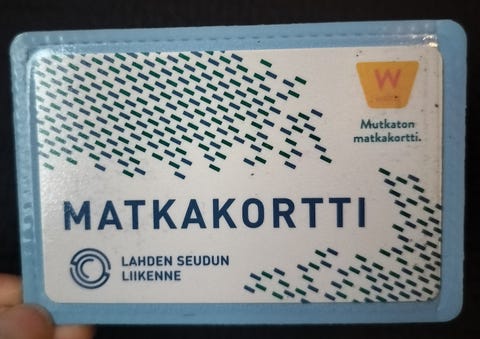 W
Mutkaton
matkakortti.
MATKAKORTTI
LAHDEN SEUDUN
LIIKENNE